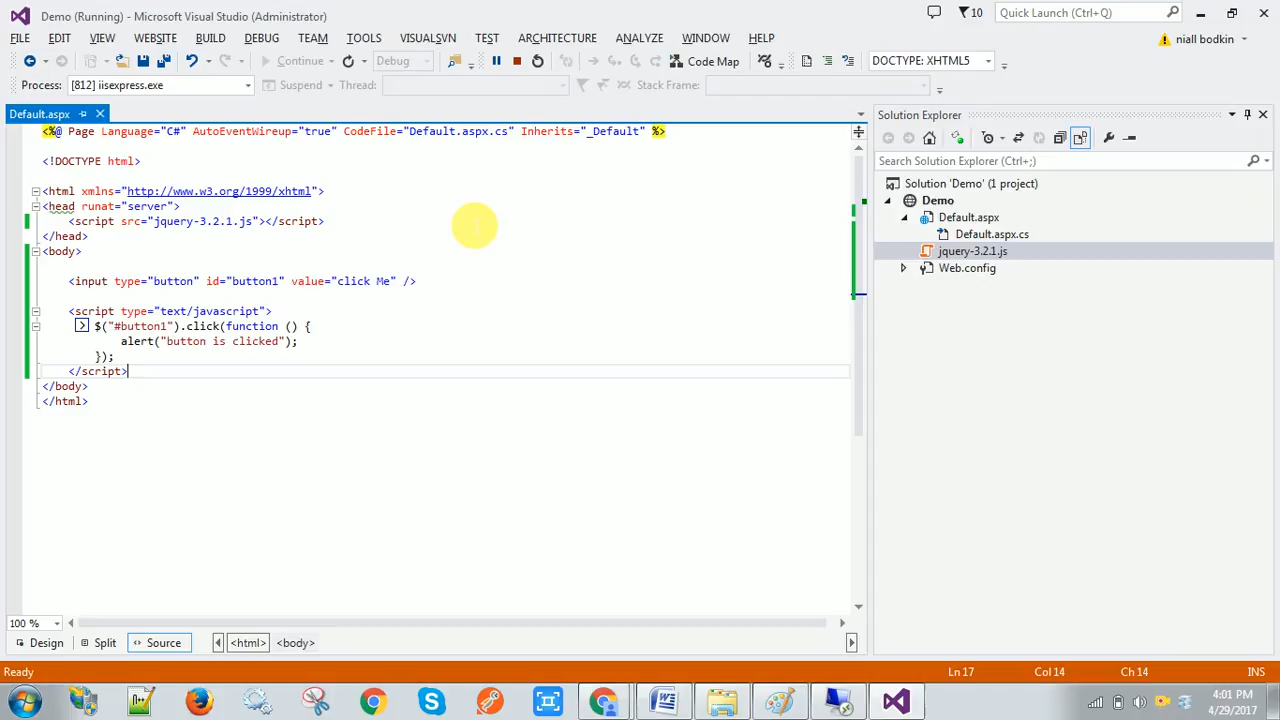 Demo (Running) - Microsoft Visual Studio (Administrator)
10
Quick Launch (Ctrl+Q)
FILE EDIT VIEW WEBSITE BUILD DEBUG TEAM TOOLS VISUALSVN TEST ARCHITECTURE ANALYZE WINDOW HELP
niall bodkin
Continue Debug Code Map DOCTYPE: XHTML5
Process: [812] iisexpress.exe Suspend Thread: Stack Frame:
Default.aspx
<%@ Page Language="C#" AutoEventWireup="true" CodeFile="Default.aspx.cs" Inherits="_Default" %>
<!DOCTYPE html>
<html xmlns="http://www.w3.org/1999/xhtml">
<head runat="server">
<script src="jquery-3.2.1.js"></script>
</head>
<body>
<input type="button" id="button1" value="click Me" />
<script type="text/javascript">
$("#button1").click(function () {
alert("button is clicked");
});
</script>
</body>
</html>
100 %
Design Split Source <html> <body>
Solution Explorer
Search Solution Explorer (Ctrl+;)
Solution 'Demo' (1 project)
Demo
Default.aspx
Default.aspx.cs
jquery-3.2.1.js
Web.config
Ready Ln 17 Col 14 Ch 14 INS
4:01 PM
4/29/2017